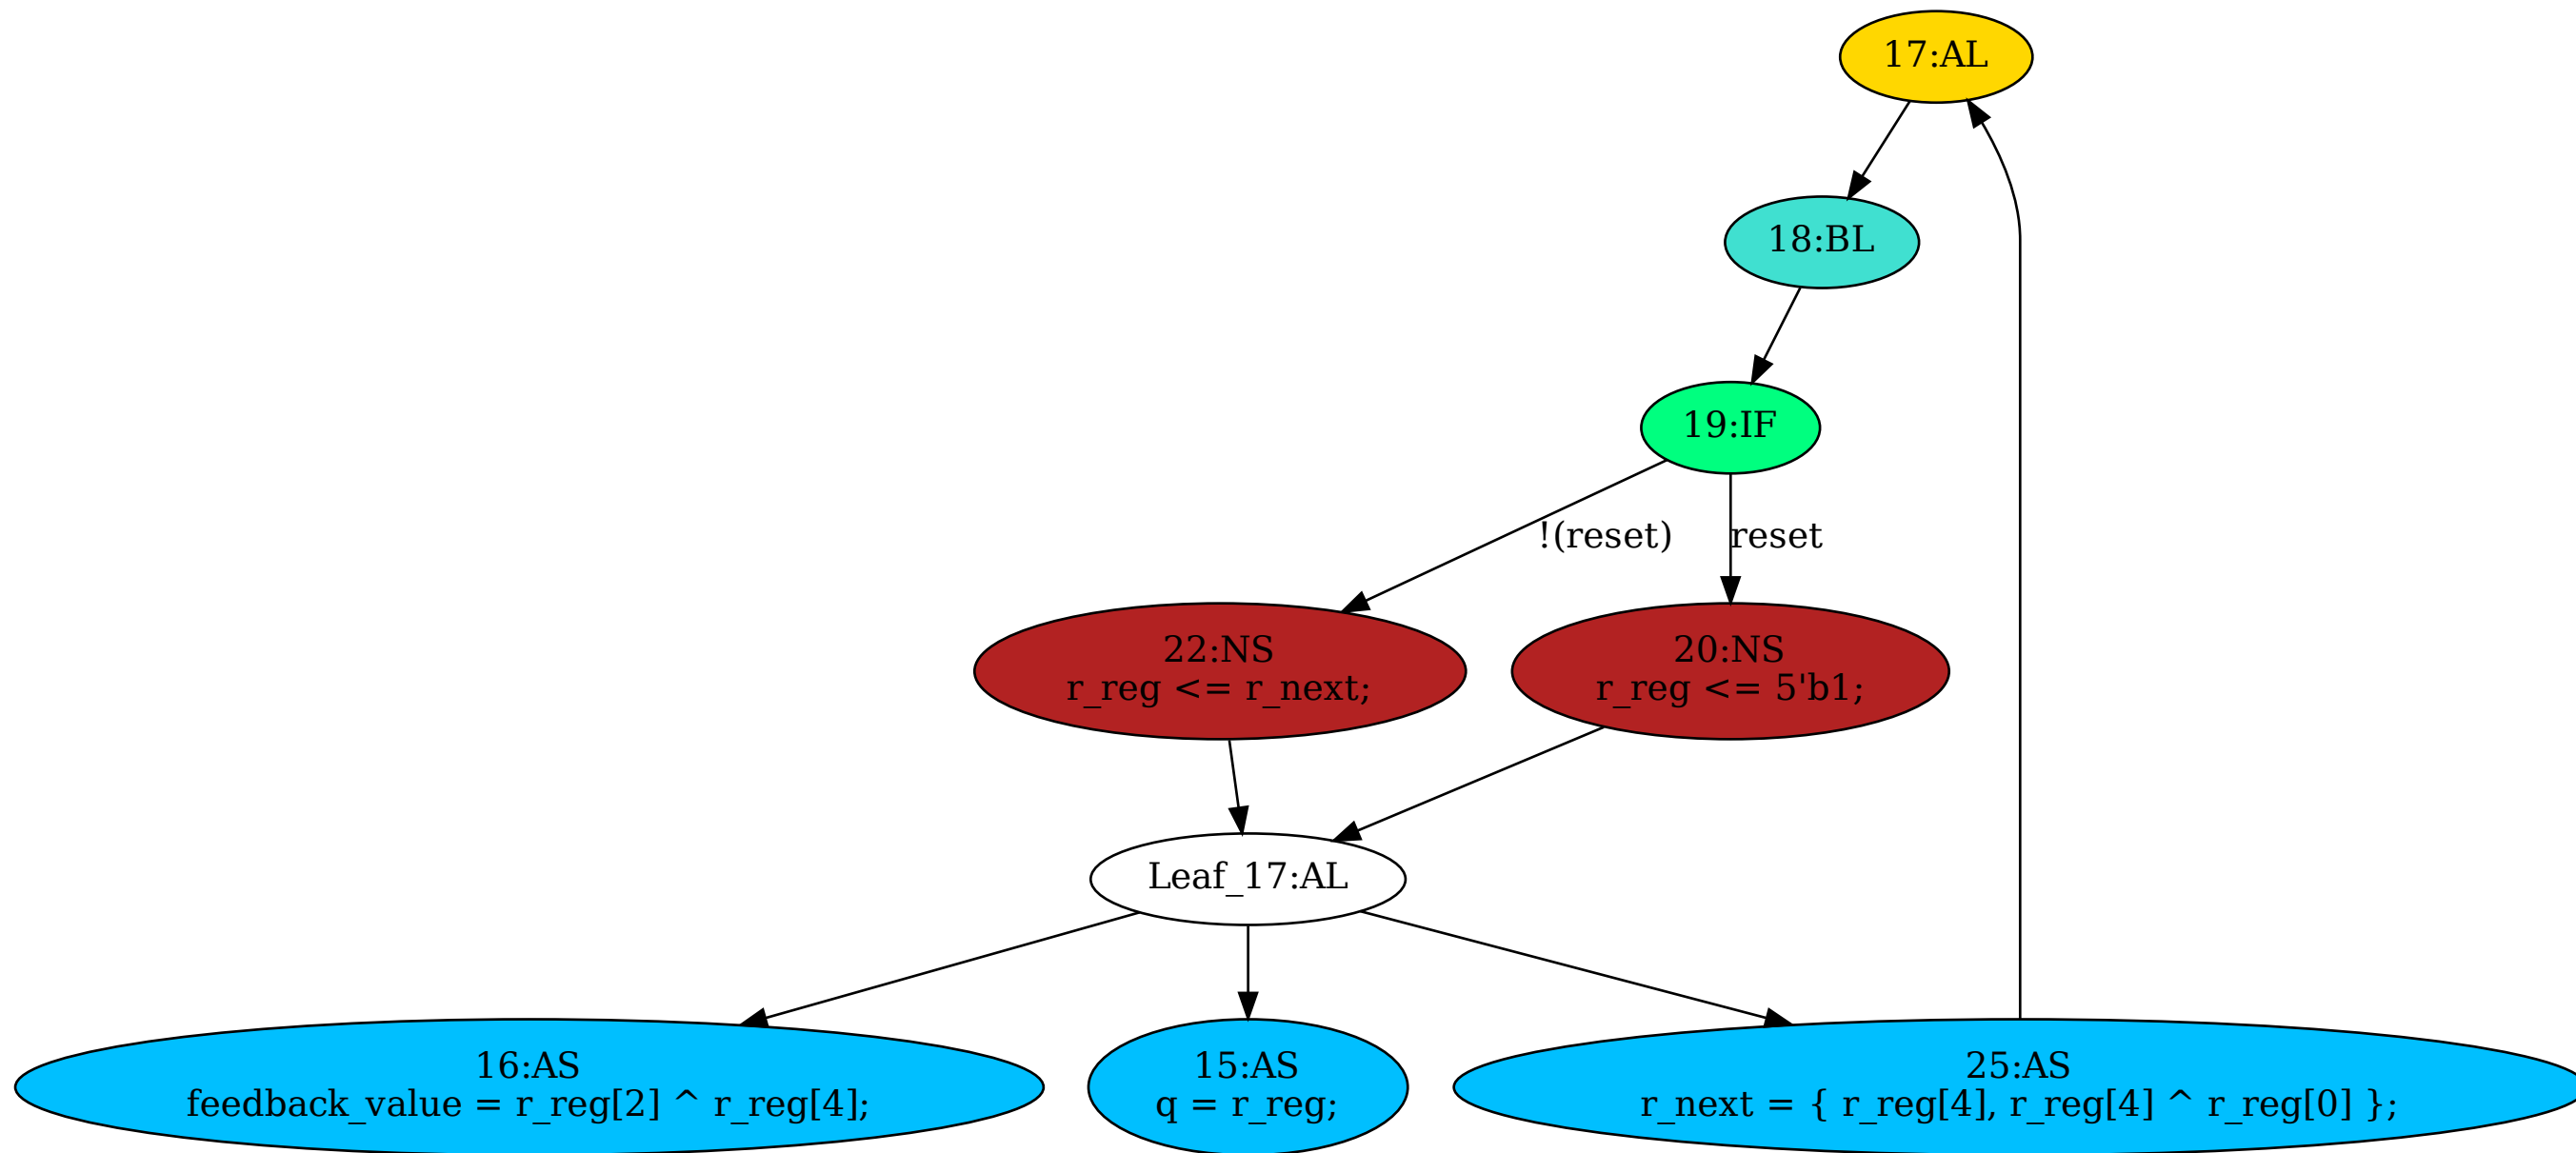 17:AL
18:BL
19:IF
!(reset)
reset
22:NS
r_reg <= r_next;
20:NS
r_reg <= 5'b1;
Leaf_17:AL
16:AS
feedback_value = r_reg[2] ^ r_reg[4];
15:AS
q = r_reg;
25:AS
r_next = { r_reg[4], r_reg[4] ^ r_reg[0] };